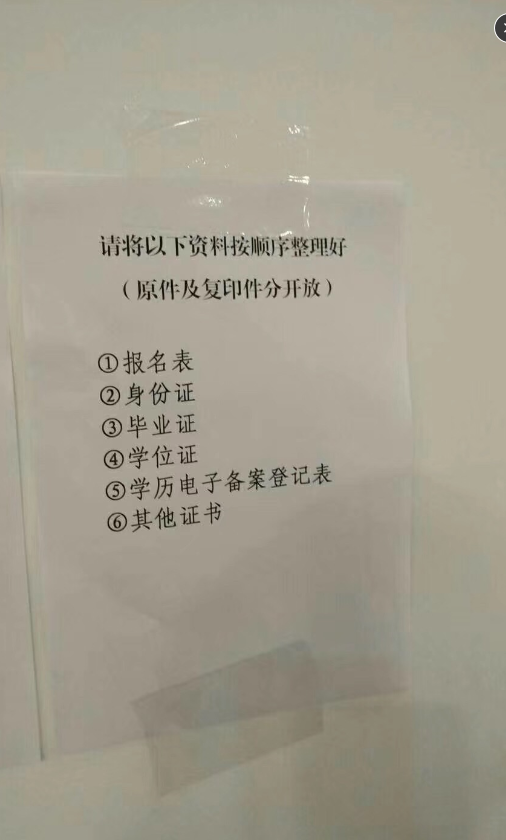 请将以下资料按顺序整理好
（原件及复印件分开放）
①报名表
②身份证
③毕业证
④学位证
⑤学历电子备案登记表
⑥其他证书